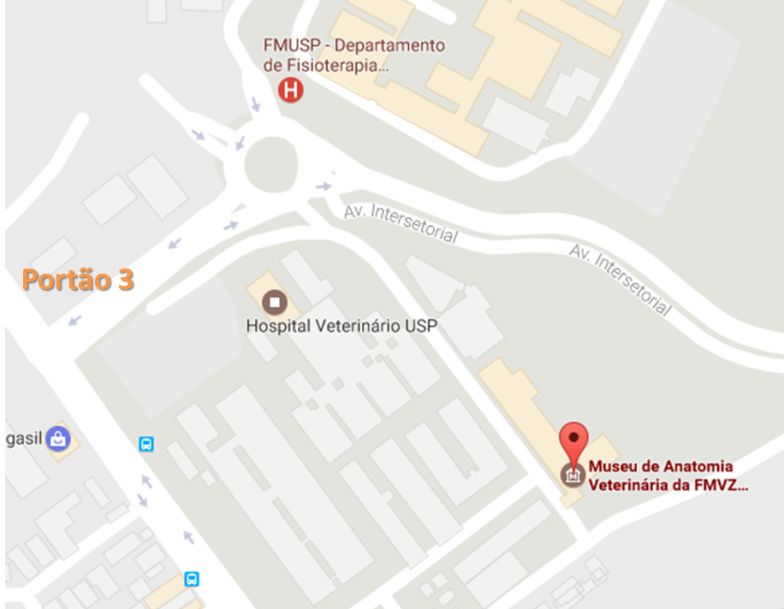 FMUSP - Departamento
de Fisioterapia...
H
Av. Intersetorial
Av. Intersetorial
Portão 3
Hospital Veterinário USP
gasil
Museu de Anatomia
Veterinária da FMVZ...